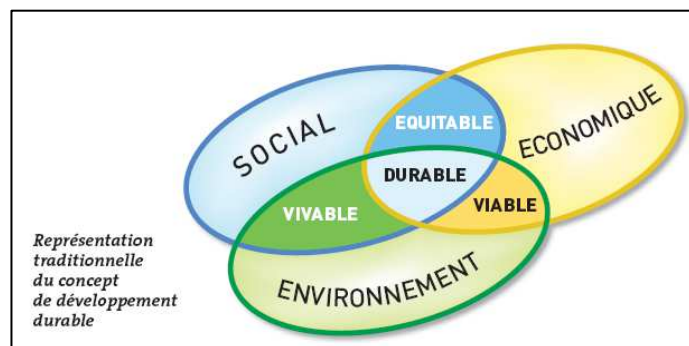 SOCIAL
ECONOMIQUE
EQUITABLE
DURABLE
VIVABLE
VIABLE
ENVIRONNEMENT
Représentation
traditionnelle
du concept
de développement
durable